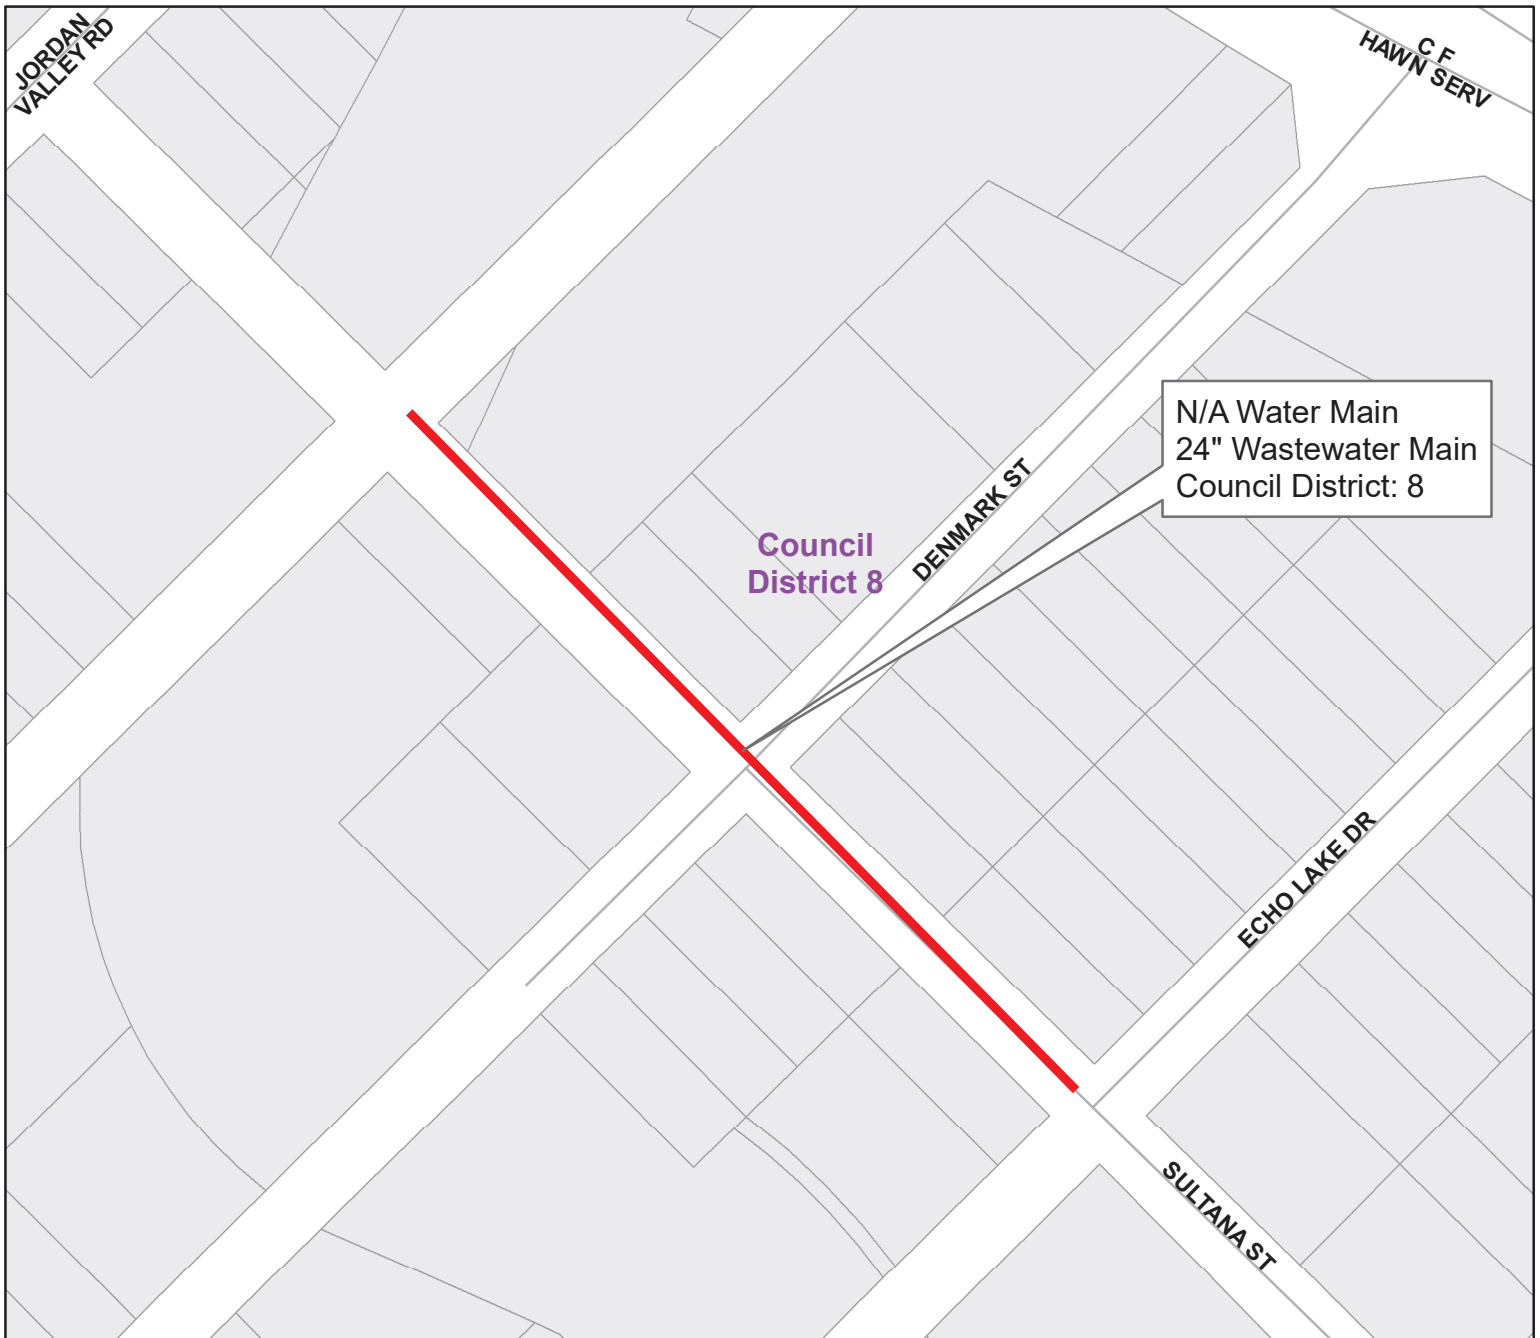 JORDAN
VALLEY RD
C F
HAWN SERV
N/A Water Main
24" Wastewater Main
Council District: 8
DENMARK ST
Council
District 8
ECHO LAKE DR
SULTANA ST